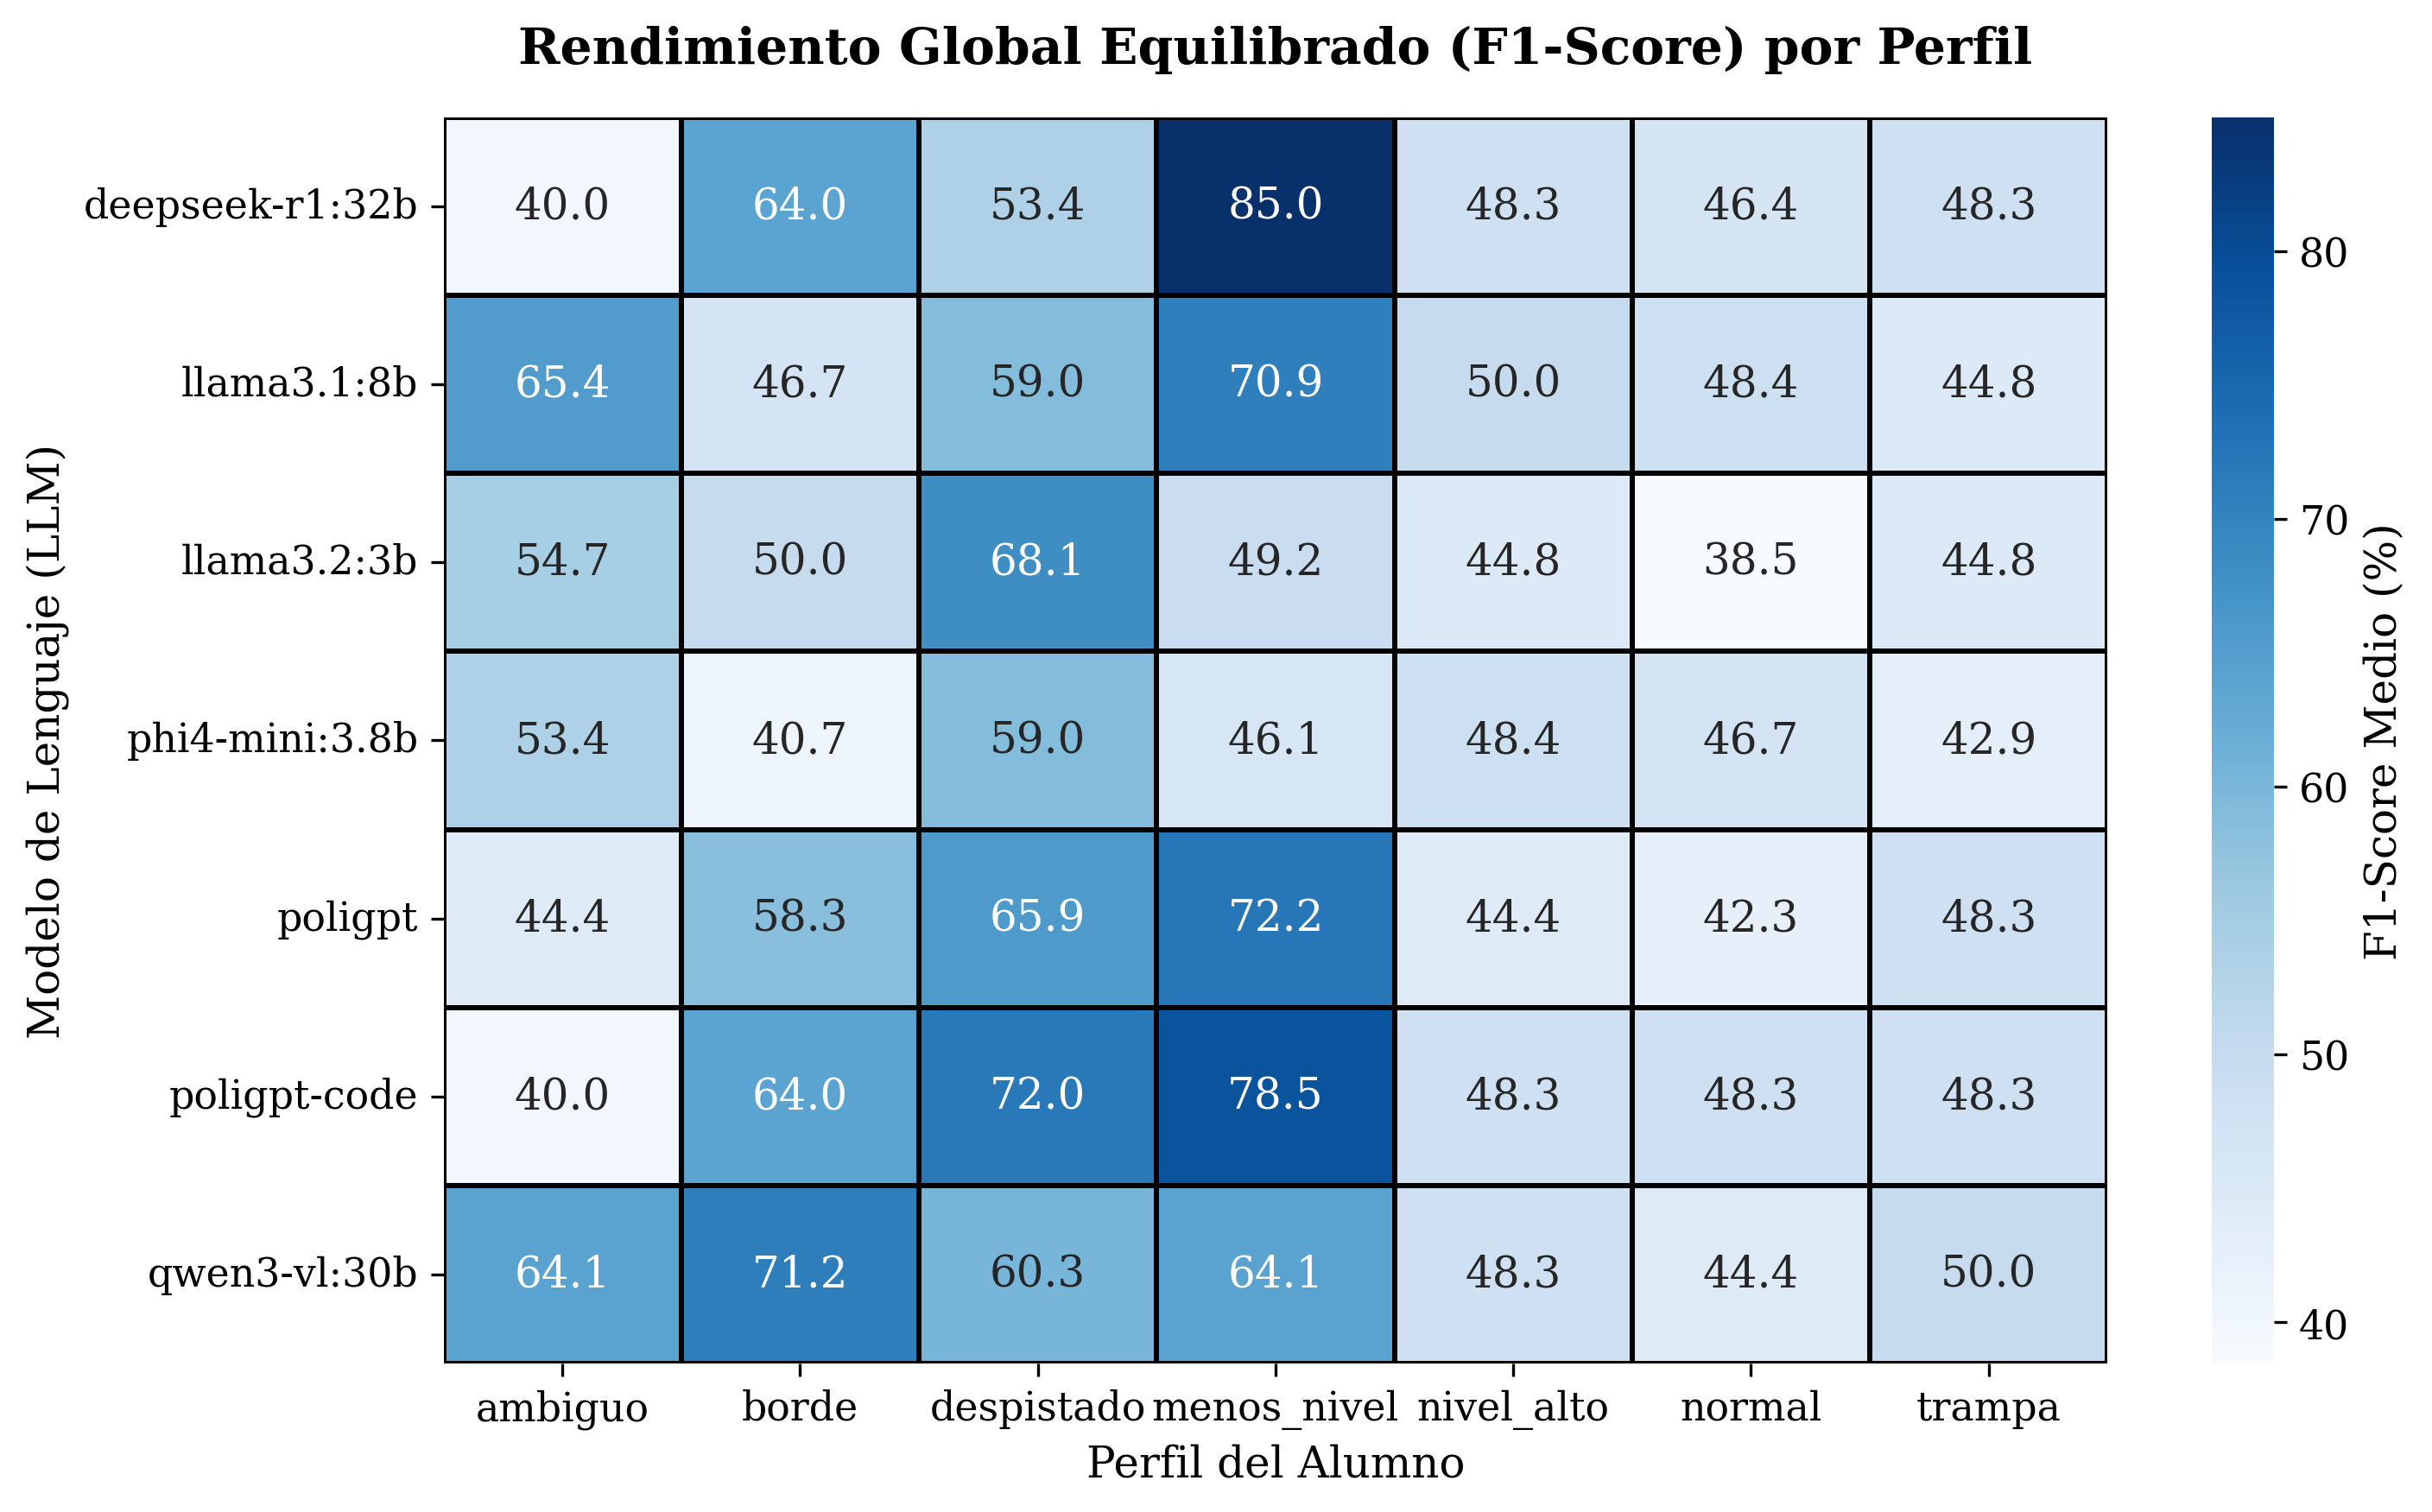 Rendimiento Global Equilibrado (F1-Score) por Perfil
Modelo de Lenguaje (LLM)
deepseek-r1:32b 40.0 64.0 53.4 85.0 48.3 46.4 48.3
llama3.1:8b 65.4 46.7 59.0 70.9 50.0 48.4 44.8
llama3.2:3b 54.7 50.0 68.1 49.2 44.8 38.5 44.8
phi4-mini:3.8b 53.4 40.7 59.0 46.1 48.4 46.7 42.9
poligpt 44.4 58.3 65.9 72.2 44.4 42.3 48.3
poligpt-code 40.0 64.0 72.0 78.5 48.3 48.3 48.3
qwen3-vl:30b 64.1 71.2 60.3 64.1 48.3 44.4 50.0
ambiguo borde despistado menos_nivel nivel_alto normal trampa
Perfil del Alumno
80
70
60
50
40
F1-Score Medio (%)